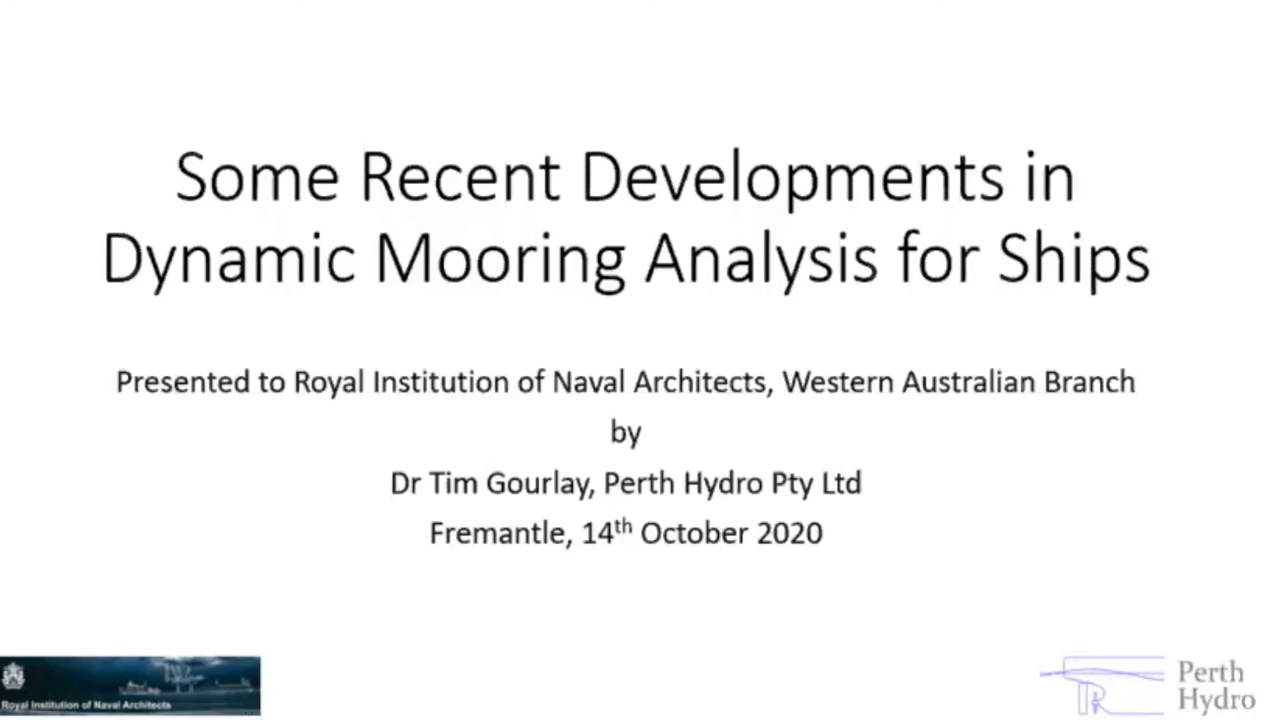 Some Recent Developments in
Dynamic Mooring Analysis for Ships
Presented to Royal Institution of Naval Architects, Western Australian Branch
by
Dr Tim Gourlay, Perth Hydro Pty Ltd
Fremantle, 14th October 2020
Royal Institution of Naval Architects
Perth
Hydro